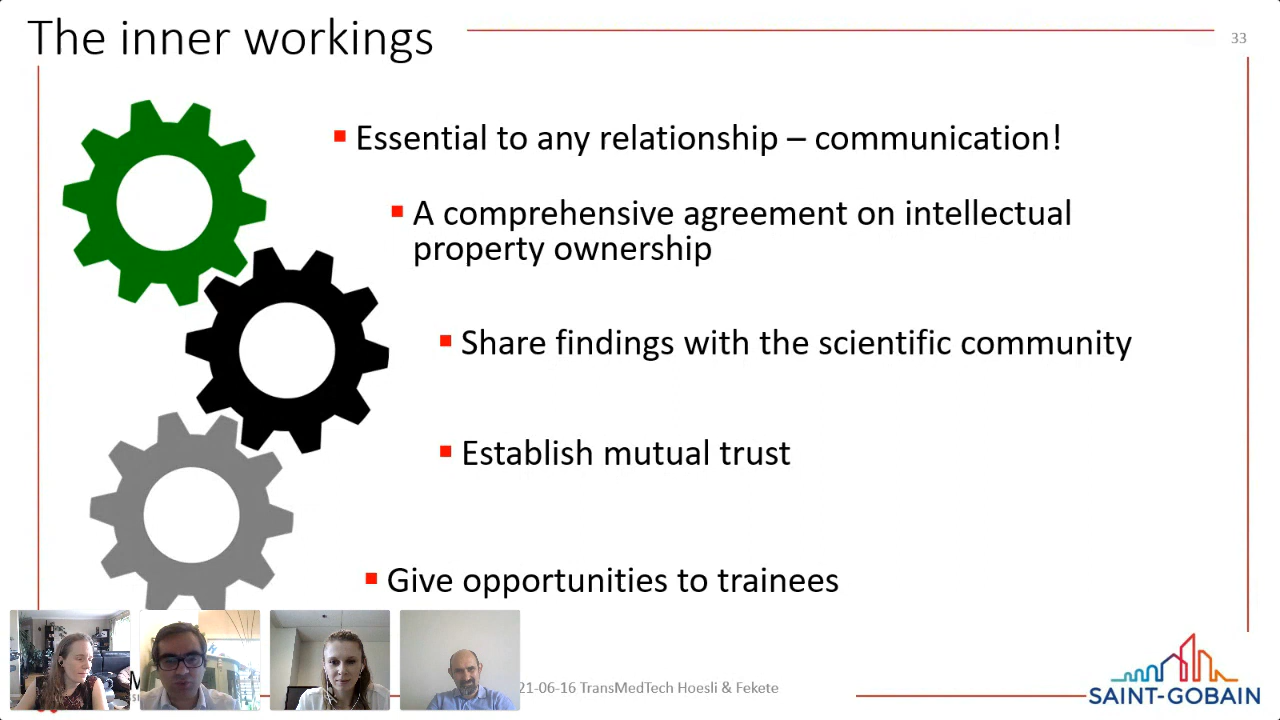 The inner workings
33
Essential to any relationship – communication!
A comprehensive agreement on intellectual
property ownership
Share findings with the scientific community
Establish mutual trust
Give opportunities to trainees
21-06-16 TransMedTech Hoesli & Fekete
SAINT-GOBAIN